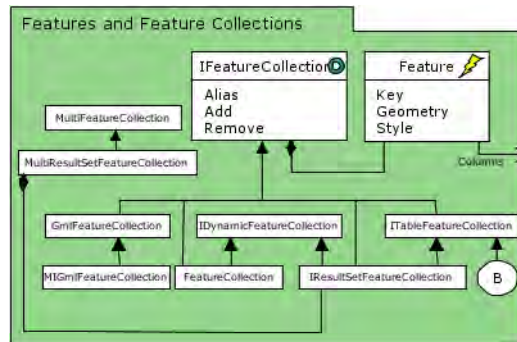 Features and Feature Collections
IFeatureCollection
Alias
Add
Remove
Feature
Key
Geometry
Style
MultiFeatureCollection
MultiResultSetFeatureCollection
Columns
GmlFeatureCollection
IDynamicFeatureCollection
ITableFeatureCollection
MIGmlFeatureCollection
FeatureCollection
IResultSetFeatureCollection
B